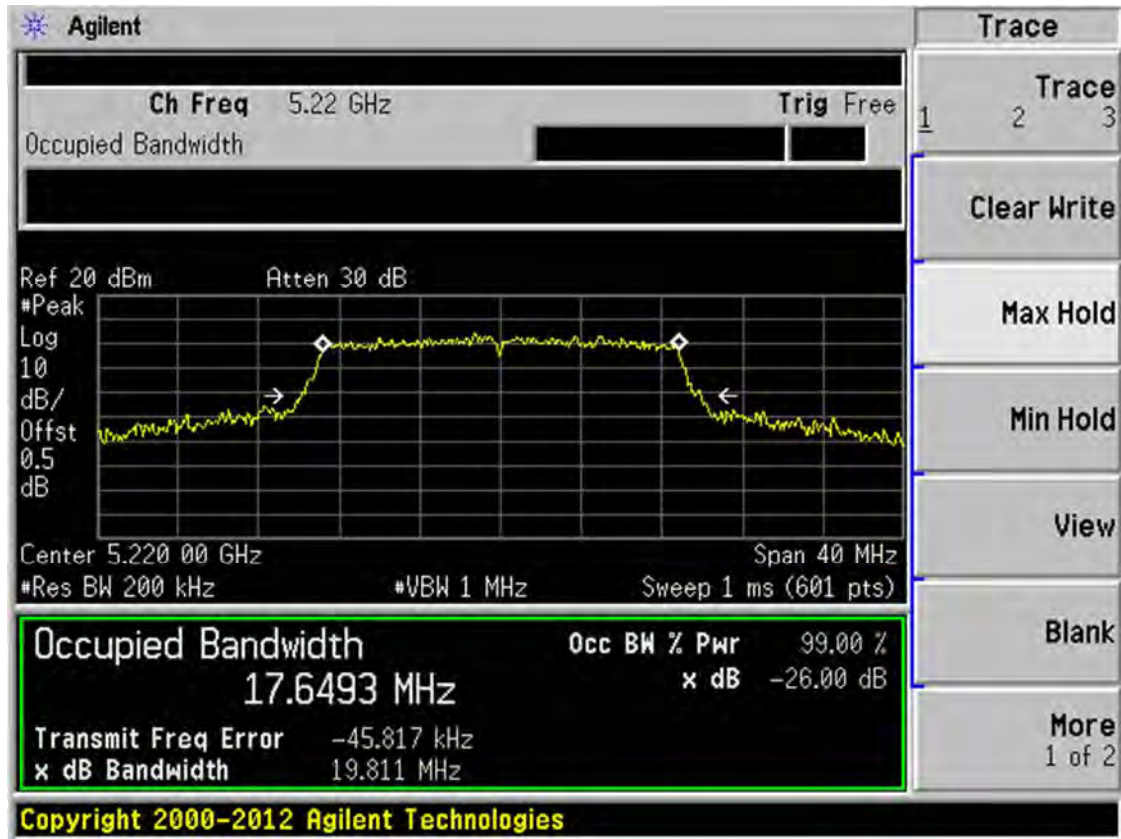 Agilent
Trace
Ch Freq 5.22 GHz Trig Free
Occupied Bandwidth
Trace
1 2 3
Clear Write
Max Hold
Min Hold
View
Blank
More
1 of 2
Ref 20 dBm Atten 30 dB
#Peak
Log
10
dB/
Offst
0.5
dB
Center 5.220 00 GHz Span 40 MHz
#Res BW 200 kHz #VBW 1 MHz Sweep 1 ms (601 pts)
Occupied Bandwidth
17.6493 MHz
Occ BW % Pwr 99.00 %
x dB -26.00 dB
Transmit Freq Error -45.817 kHz
x dB Bandwidth 19.811 MHz
Copyright 2000-2012 Agilent Technologies